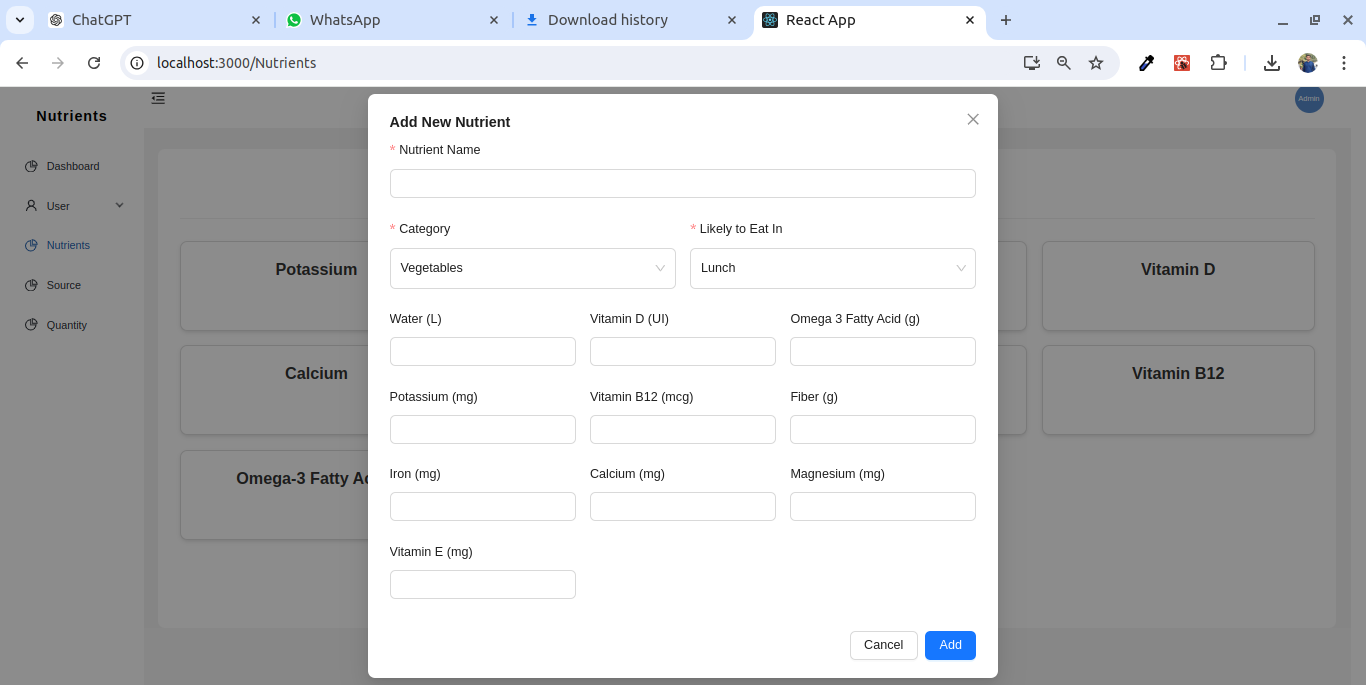 ChatGPT
WhatsApp
Download history
React App
localhost:3000/Nutrients
Nutrients
Admin
Dashboard
User
Nutrients
Source
Quantity
Potassium
Vitamin D
Calcium
Vitamin B12
Omega-3 Fatty Ac
Add New Nutrient
* Nutrient Name
* Category
* Likely to Eat In
Vegetables
Lunch
Water (L)
Vitamin D (UI)
Omega 3 Fatty Acid (g)
Potassium (mg)
Vitamin B12 (mcg)
Fiber (g)
Iron (mg)
Calcium (mg)
Magnesium (mg)
Vitamin E (mg)
Cancel
Add